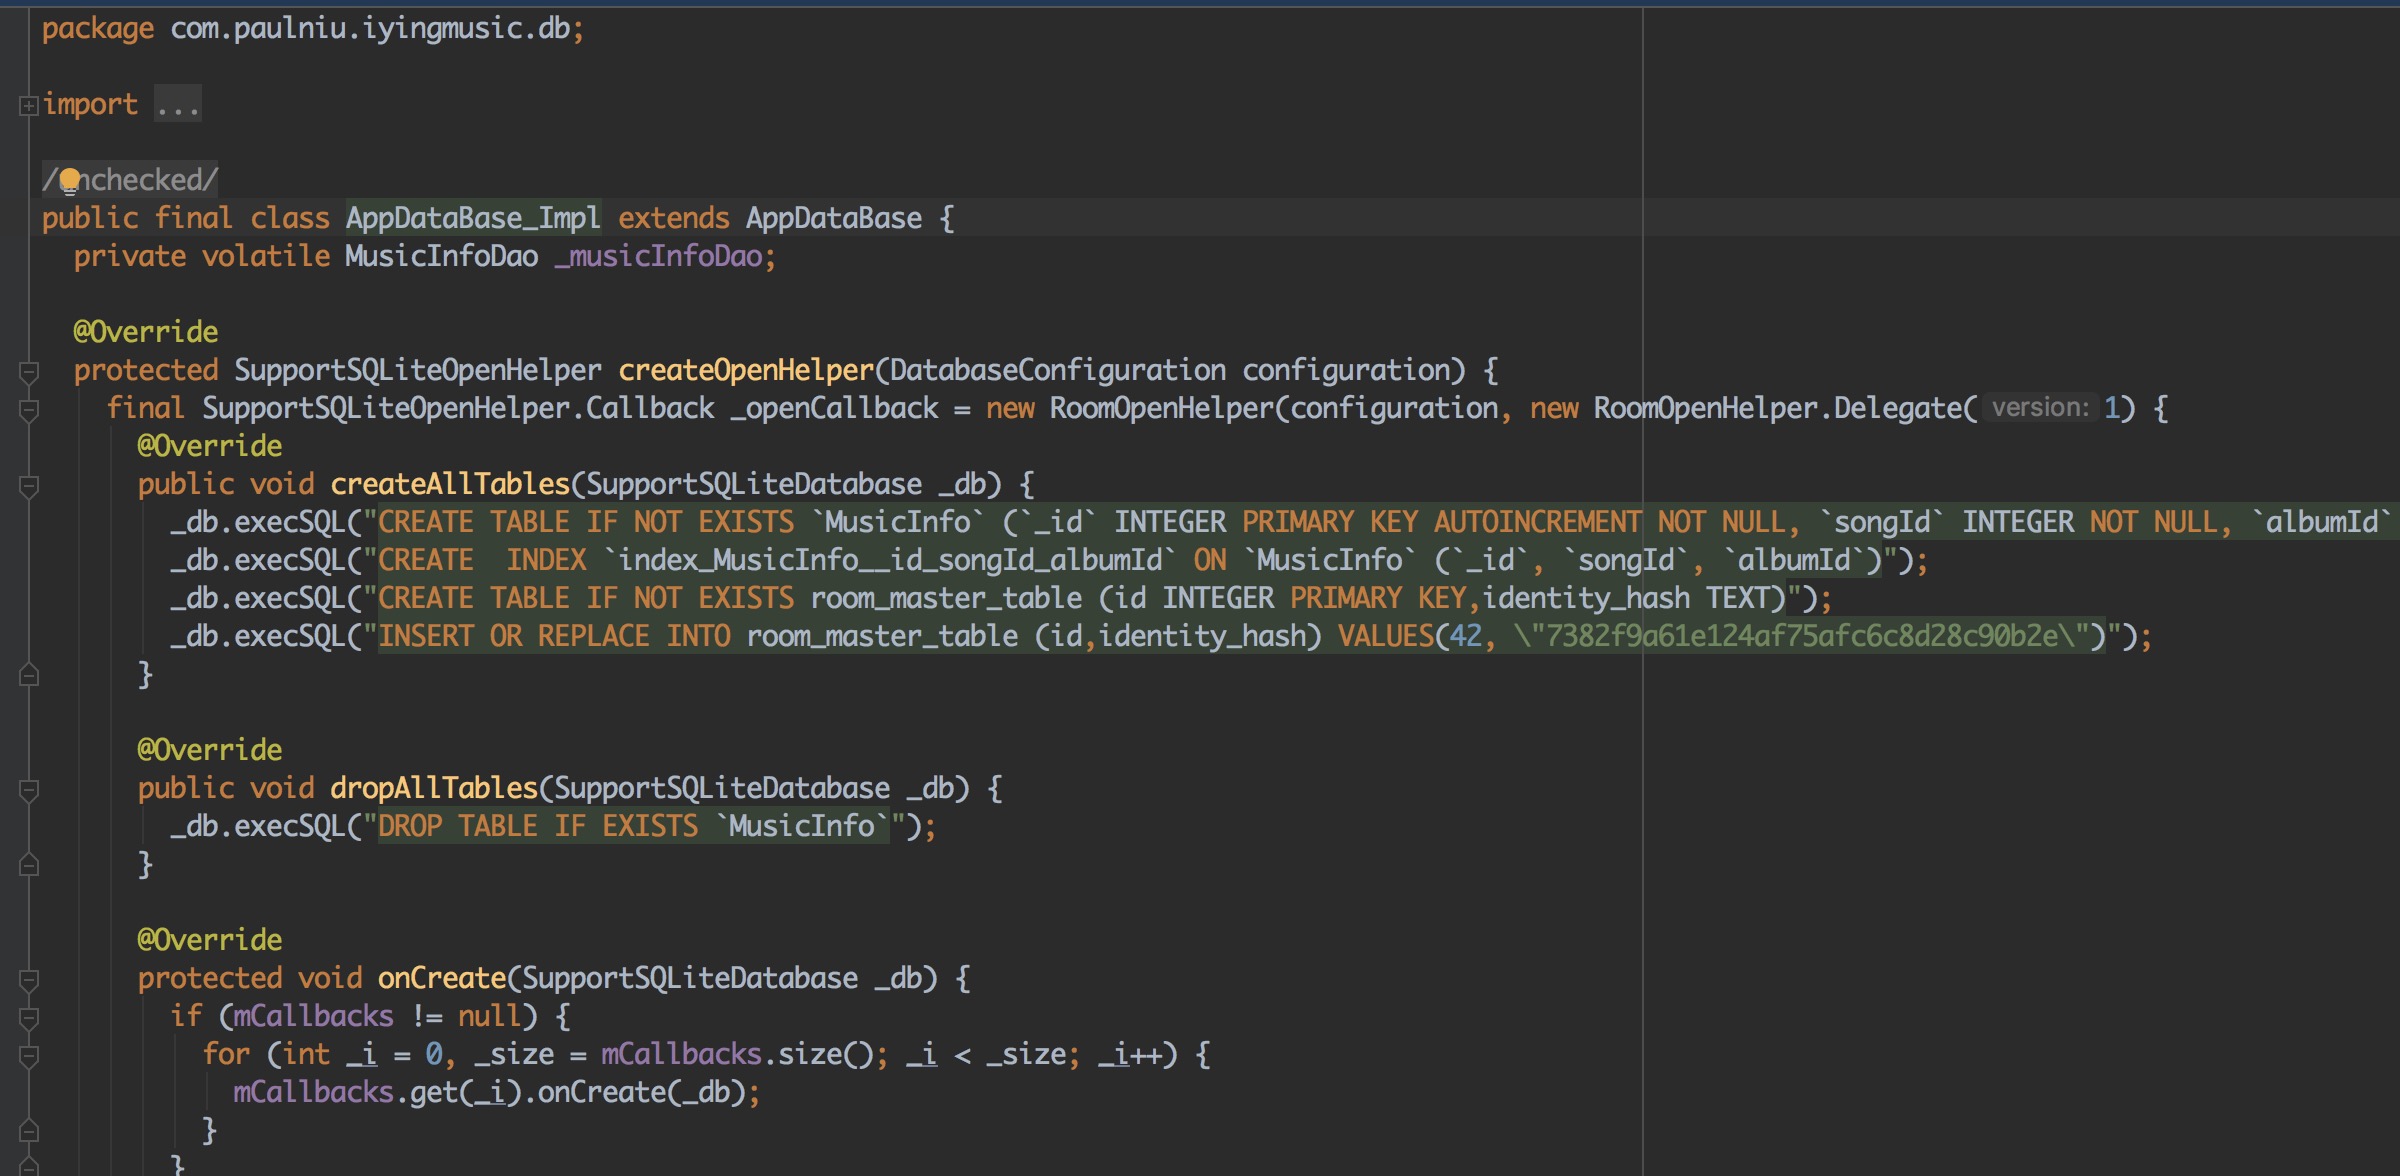 package com.paulniu.iyingmusic.db;
import ...
/unchecked/
public final class AppDataBase_Impl extends AppDataBase {
private volatile MusicInfoDao _musicInfoDao;
@Override
protected SupportSQLiteOpenHelper createOpenHelper(DatabaseConfiguration configuration) {
final SupportSQLiteOpenHelper.Callback _openCallback = new RoomOpenHelper(configuration, new RoomOpenHelper.Delegate( version: 1) {
@Override
public void createAllTables(SupportSQLiteDatabase _db) {
_db.execSQL("CREATE TABLE IF NOT EXISTS `MusicInfo` (`_id` INTEGER PRIMARY KEY AUTOINCREMENT NOT NULL, `songId` INTEGER NOT NULL, `albumId`
_db.execSQL("CREATE  INDEX `index_MusicInfo__id_songId_albumId` ON `MusicInfo` (`_id`, `songId`, `albumId`)");
_db.execSQL("CREATE TABLE IF NOT EXISTS room_master_table (id INTEGER PRIMARY KEY,identity_hash TEXT)");
_db.execSQL("INSERT OR REPLACE INTO room_master_table (id,identity_hash) VALUES(42, \"7382f9a61e124af75afc6c8d28c90b2e\")");
}
@Override
public void dropAllTables(SupportSQLiteDatabase _db) {
_db.execSQL("DROP TABLE IF EXISTS `MusicInfo`");
}
@Override
protected void onCreate(SupportSQLiteDatabase _db) {
if (mCallbacks != null) {
for (int _i = 0, _size = mCallbacks.size(); _i < _size; _i++) {
mCallbacks.get(_i).onCreate(_db);
}
}